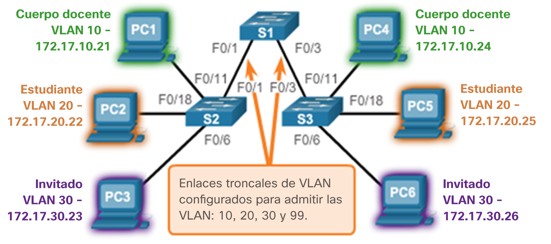 Cuerpo docente
VLAN 10 –
172.17.10.21
PC1
F0/1
S1
F0/3
PC4
Cuerpo docente
VLAN 10 –
172.17.10.24
F0/11
F0/1
F0/3
F0/11
Estudiante
VLAN 20 –
172.17.20.22
PC2
F0/18
S2
S3
F0/18
PC5
Estudiante
VLAN 20 –
172.17.20.25
F0/6
F0/6
Invitado
VLAN 30 –
172.17.30.23
PC3
Enlaces troncales de VLAN
configurados para admitir las
VLAN: 10, 20, 30 y 99.
PC6
Invitado
VLAN 30 –
172.17.30.26